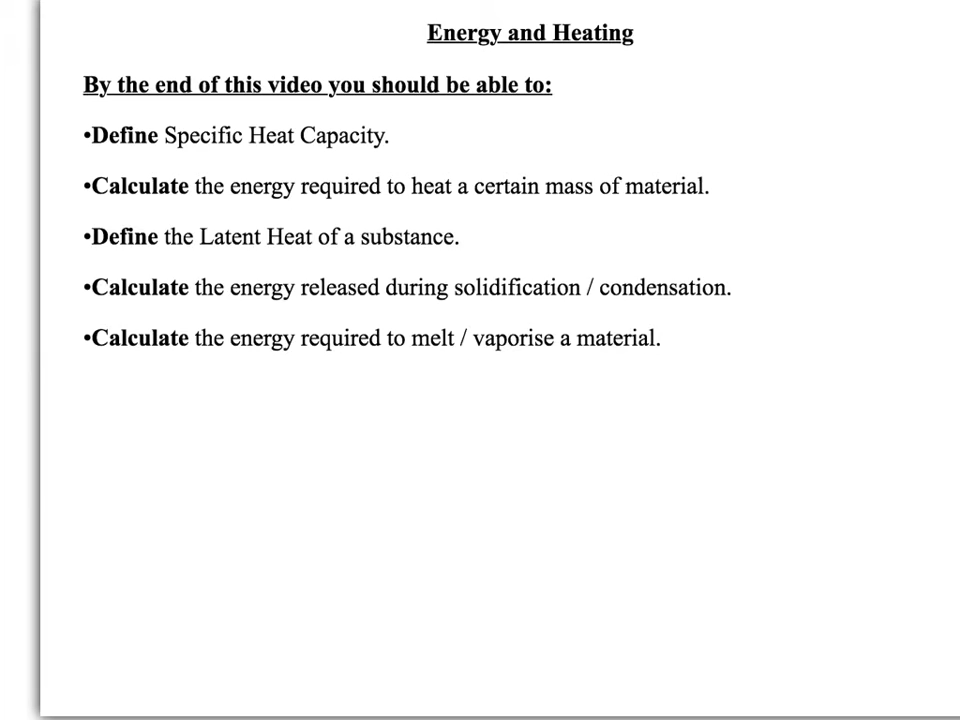 Energy and Heating
By the end of this video you should be able to:
•Define Specific Heat Capacity.
•Calculate the energy required to heat a certain mass of material.
•Define the Latent Heat of a substance.
•Calculate the energy released during solidification / condensation.
•Calculate the energy required to melt / vaporise a material.